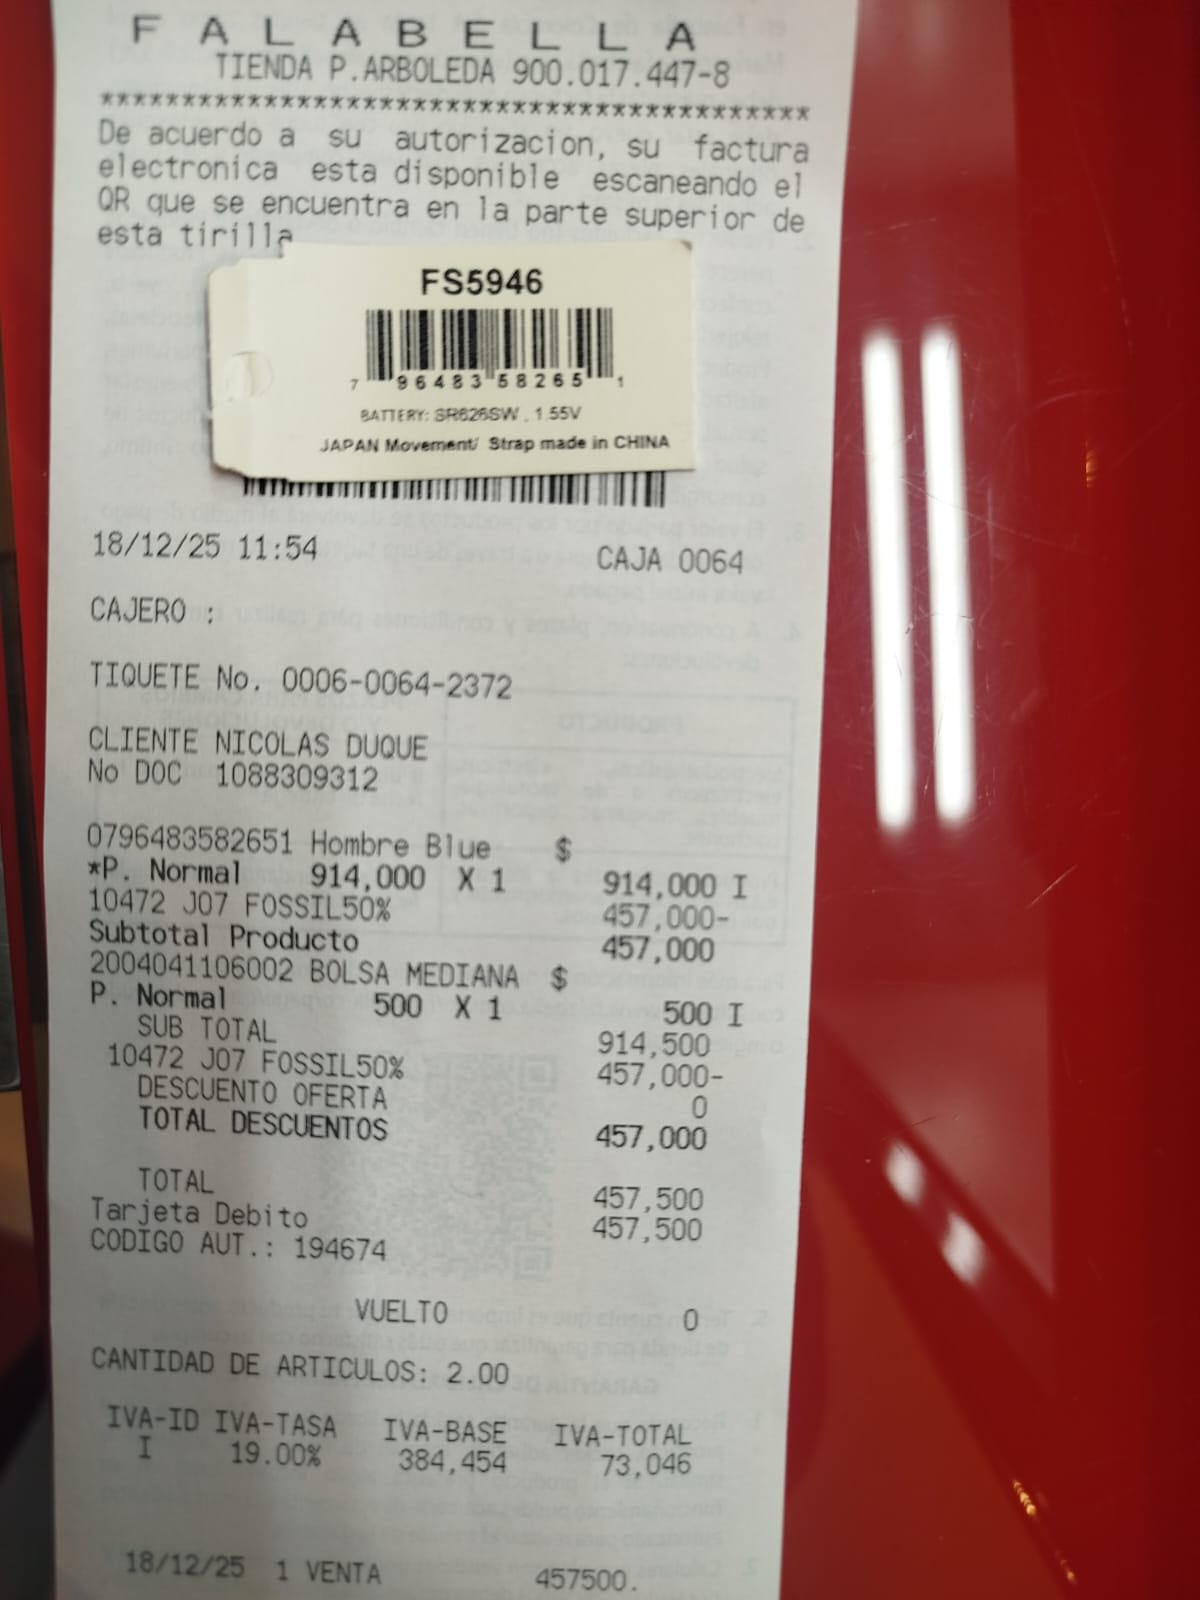 FALABELLA
TIENDA P.ARBOLEDA 900.017.447-8
*******************************************
De acuerdo a su autorizacion, su factura
electronica esta disponible escaneando el
QR que se encuentra en la parte superior de
esta tirilla
FS5946
7 96483 58265 1
BATTERY: SR626SW . 1.55V
JAPAN Movement/ Strap made in CHINA
18/12/25 11:54 CAJA 0064
CAJERO :
TIQUETE No. 0006-0064-2372
CLIENTE NICOLAS DUQUE
No DOC 1088309312
0796483582651 Hombre Blue $
*P. Normal 914,000 X 1 914,000 I
10472 J07 FOSSIL50% 457,000-
Subtotal Producto 457,000
2004041106002 BOLSA MEDIANA $
P. Normal 500 X 1 500 I
SUB TOTAL 914,500
10472 J07 FOSSIL50% 457,000-
DESCUENTO OFERTA 0
TOTAL DESCUENTOS 457,000
TOTAL 457,500
Tarjeta Debito 457,500
CODIGO AUT.: 194674
VUELTO 0
CANTIDAD DE ARTICULOS: 2.00
IVA-ID IVA-TASA IVA-BASE IVA-TOTAL
I 19.00% 384,454 73,046
18/12/25 1 VENTA 457500.